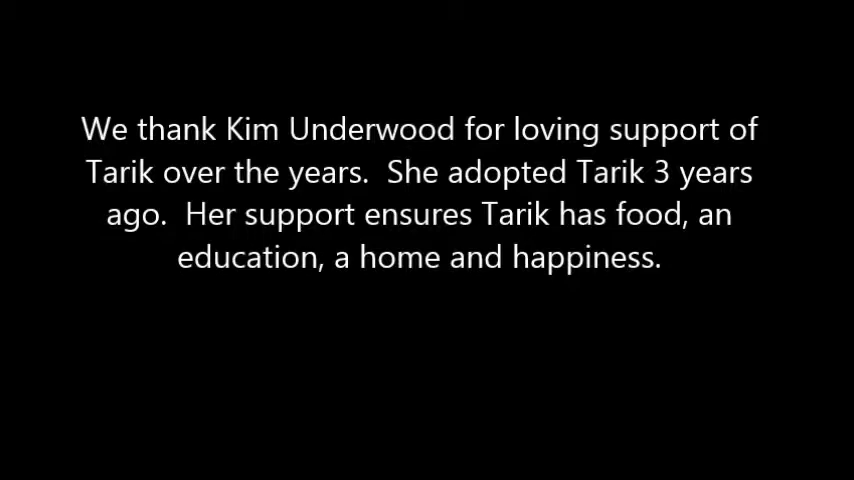 We thank Kim Underwood for loving support of
Tarik over the years.  She adopted Tarik 3 years
ago.  Her support ensures Tarik has food, an
education, a home and happiness.